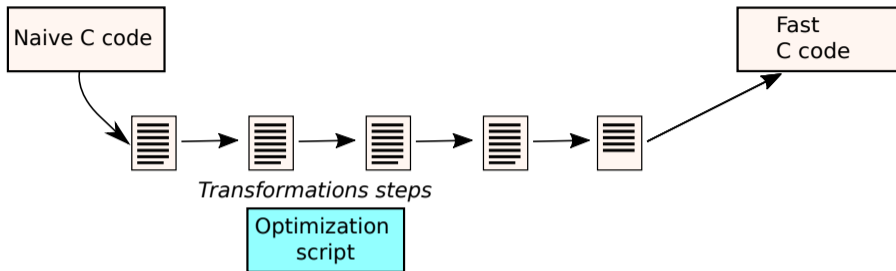 Naive C code
Fast
C code
Transformations steps
Optimization
script